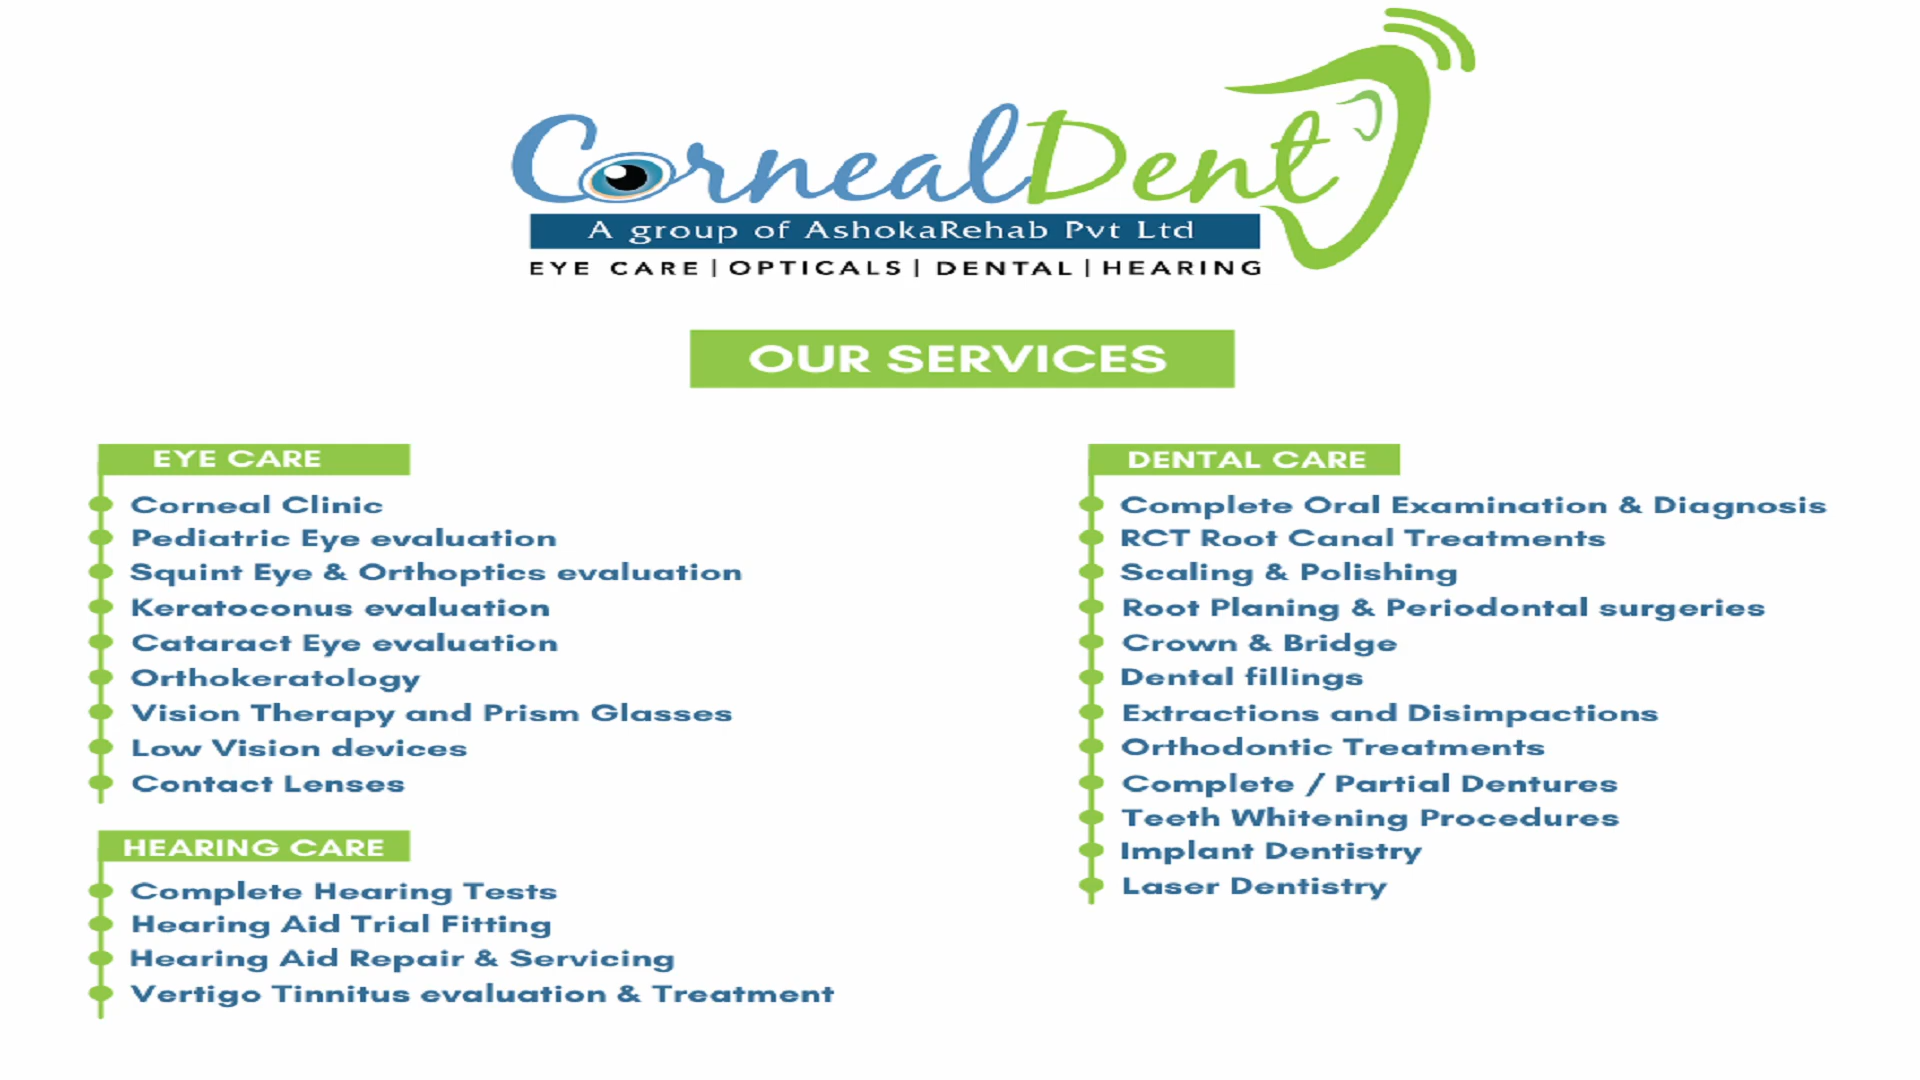 CornealDent
A group of AshokaRehab Pvt Ltd
EYE CARE | OPTICALS | DENTAL | HEARING
OUR SERVICES
EYE CARE
Corneal Clinic
Pediatric Eye evaluation
Squint Eye & Orthoptics evaluation
Keratoconus evaluation
Cataract Eye evaluation
Orthokeratology
Vision Therapy and Prism Glasses
Low Vision devices
Contact Lenses
HEARING CARE
Complete Hearing Tests
Hearing Aid Trial Fitting
Hearing Aid Repair & Servicing
Vertigo Tinnitus evaluation & Treatment
DENTAL CARE
Complete Oral Examination & Diagnosis
RCT Root Canal Treatments
Scaling & Polishing
Root Planing & Periodontal surgeries
Crown & Bridge
Dental fillings
Extractions and Disimpactions
Orthodontic Treatments
Complete / Partial Dentures
Teeth Whitening Procedures
Implant Dentistry
Laser Dentistry